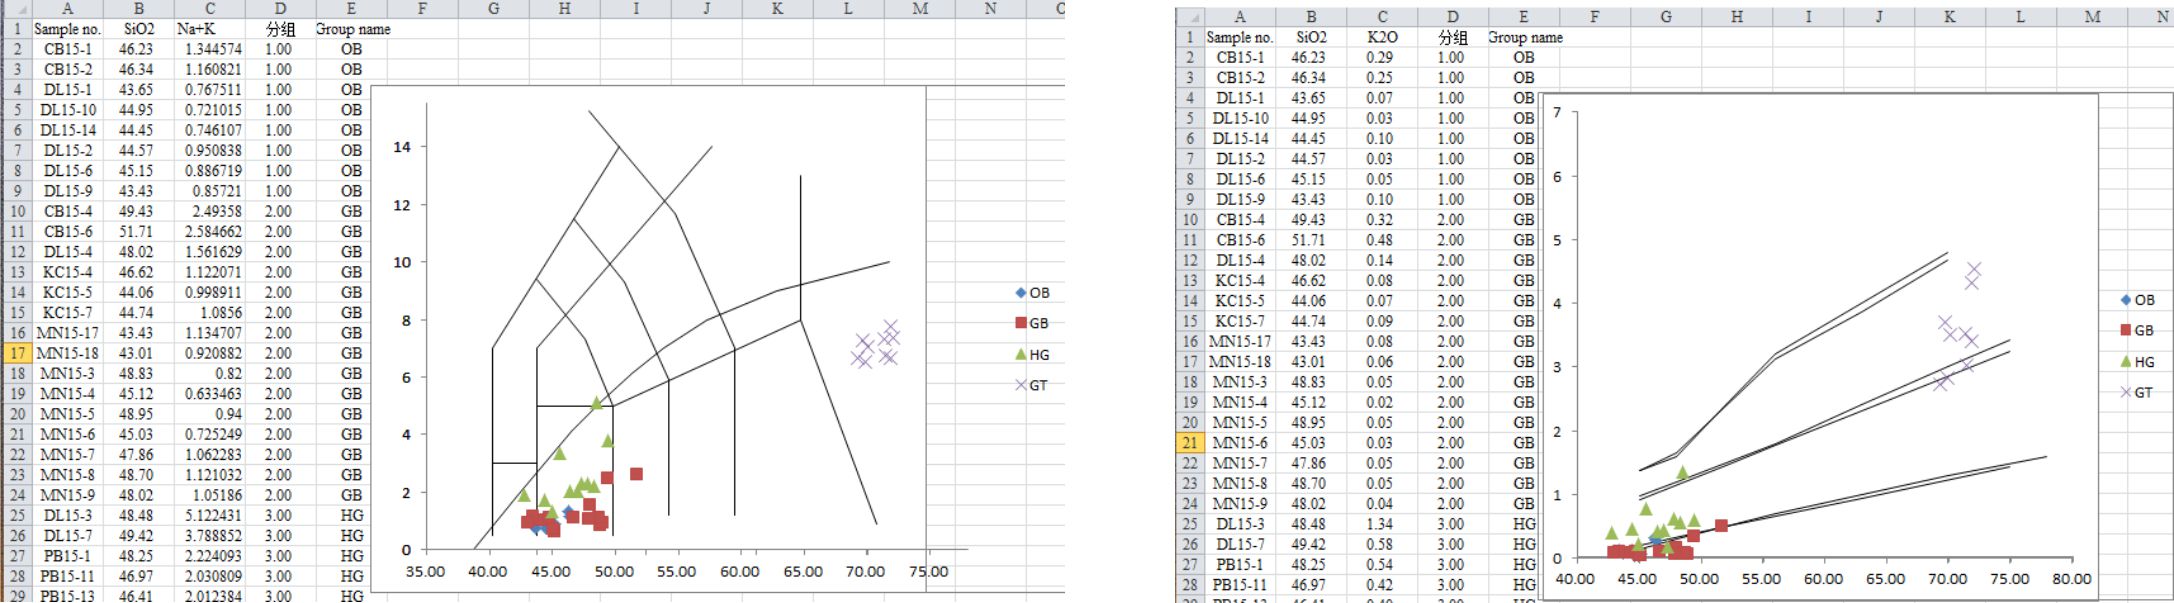 A B C D E F G H I J K L M N
1 Sample no. SiO2 Na+K 分组 Group name
2 CB15-1 46.23 1.344574 1.00 OB
3 CB15-2 46.34 1.160821 1.00 OB
4 DL15-1 43.65 0.767511 1.00 OB
5 DL15-10 44.95 0.721015 1.00 OB
6 DL15-14 44.45 0.746107 1.00 OB
7 DL15-2 44.57 0.950838 1.00 OB
8 DL15-6 45.15 0.886719 1.00 OB
9 DL15-9 43.43 0.85721 1.00 OB
10 CB15-4 49.43 2.49358 2.00 GB
11 CB15-6 51.71 2.584662 2.00 GB
12 DL15-4 48.02 1.561629 2.00 GB
13 KC15-4 46.62 1.122071 2.00 GB
14 KC15-5 44.06 0.998911 2.00 GB
15 KC15-7 44.74 1.0856 2.00 GB
16 MN15-17 43.43 1.134707 2.00 GB
17 MN15-18 43.01 0.920882 2.00 GB
18 MN15-3 48.83 0.82 2.00 GB
19 MN15-4 45.12 0.633463 2.00 GB
20 MN15-5 48.95 0.94 2.00 GB
21 MN15-6 45.03 0.725249 2.00 GB
22 MN15-7 47.86 1.062283 2.00 GB
23 MN15-8 48.70 1.121032 2.00 GB
24 MN15-9 48.02 1.05186 2.00 GB
25 DL15-3 48.48 5.122431 3.00 HG
26 DL15-7 49.42 3.788852 3.00 HG
27 PB15-1 48.25 2.224093 3.00 HG
28 PB15-11 46.97 2.030809 3.00 HG
29 PB15-13 46.41 2.012384 3.00 HG
14
12
10
8
6
4
2
0
35.00 40.00 45.00 50.00 55.00 60.00 65.00 70.00 75.00
OB
GB
HG
GT
A B C D E F G H I J K L M N
1 Sample no. SiO2 K2O 分组 Group name
2 CB15-1 46.23 0.29 1.00 OB
3 CB15-2 46.34 0.25 1.00 OB
4 DL15-1 43.65 0.07 1.00 OB
5 DL15-10 44.95 0.03 1.00 OB
6 DL15-14 44.45 0.10 1.00 OB
7 DL15-2 44.57 0.03 1.00 OB
8 DL15-6 45.15 0.05 1.00 OB
9 DL15-9 43.43 0.10 1.00 OB
10 CB15-4 49.43 0.32 2.00 GB
11 CB15-6 51.71 0.48 2.00 GB
12 DL15-4 48.02 0.14 2.00 GB
13 KC15-4 46.62 0.08 2.00 GB
14 KC15-5 44.06 0.07 2.00 GB
15 KC15-7 44.74 0.09 2.00 GB
16 MN15-17 43.43 0.08 2.00 GB
17 MN15-18 43.01 0.06 2.00 GB
18 MN15-3 48.83 0.05 2.00 GB
19 MN15-4 45.12 0.02 2.00 GB
20 MN15-5 48.95 0.05 2.00 GB
21 MN15-6 45.03 0.03 2.00 GB
22 MN15-7 47.86 0.05 2.00 GB
23 MN15-8 48.70 0.05 2.00 GB
24 MN15-9 48.02 0.04 2.00 GB
25 DL15-3 48.48 1.34 3.00 HG
26 DL15-7 49.42 0.58 3.00 HG
27 PB15-1 48.25 0.54 3.00 HG
28 PB15-11 46.97 0.42 3.00 HG
7
6
5
4
3
2
1
0
40.00 45.00 50.00 55.00 60.00 65.00 70.00 75.00 80.00
OB
GB
HG
GT